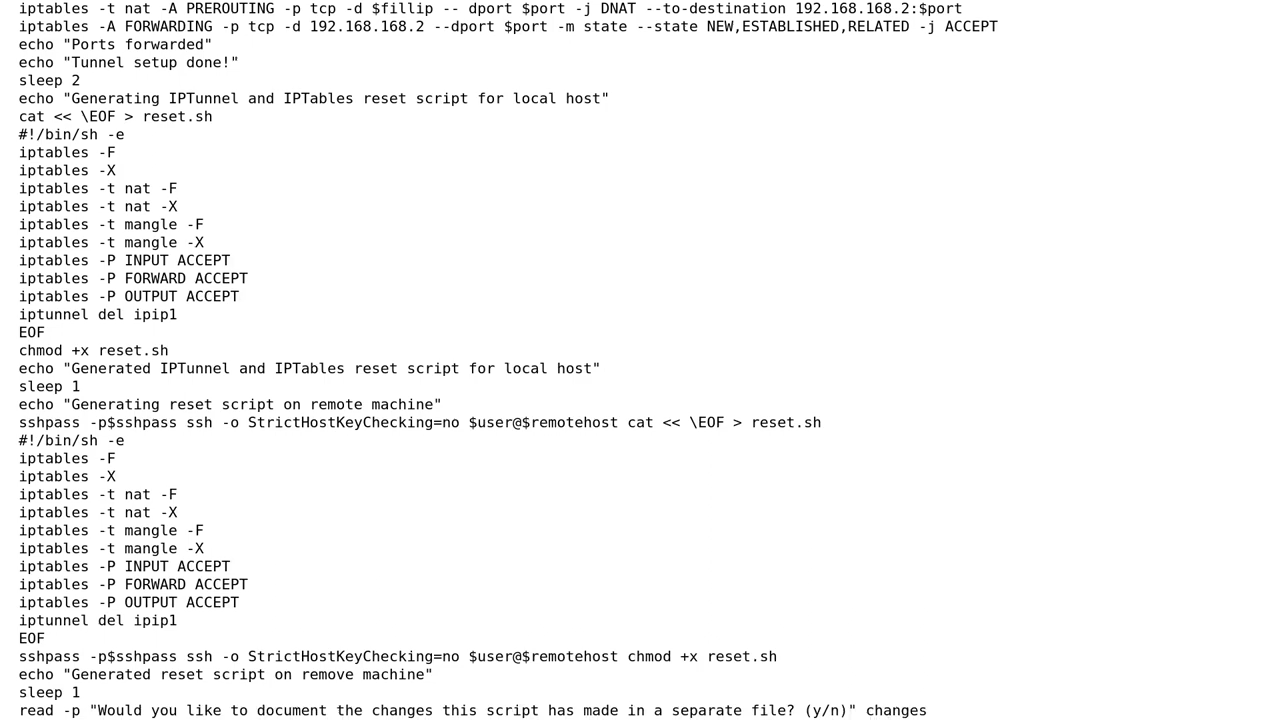 iptables -t nat -A PREROUTING -p tcp -d $fillip -- dport $port -j DNAT --to-destination 192.168.168.2:$port
iptables -A FORWARDING -p tcp -d 192.168.168.2 --dport $port -m state --state NEW,ESTABLISHED,RELATED -j ACCEPT
echo "Ports forwarded"
echo "Tunnel setup done!"
sleep 2
echo "Generating IPTunnel and IPTables reset script for local host"
cat << \EOF > reset.sh
#!/bin/sh -e
iptables -F
iptables -X
iptables -t nat -F
iptables -t nat -X
iptables -t mangle -F
iptables -t mangle -X
iptables -P INPUT ACCEPT
iptables -P FORWARD ACCEPT
iptables -P OUTPUT ACCEPT
iptunnel del ipip1
EOF
chmod +x reset.sh
echo "Generated IPTunnel and IPTables reset script for local host"
sleep 1
echo "Generating reset script on remote machine"
sshpass -p$sshpass ssh -o StrictHostKeyChecking=no $user@$remotehost cat << \EOF > reset.sh
#!/bin/sh -e
iptables -F
iptables -X
iptables -t nat -F
iptables -t nat -X
iptables -t mangle -F
iptables -t mangle -X
iptables -P INPUT ACCEPT
iptables -P FORWARD ACCEPT
iptables -P OUTPUT ACCEPT
iptunnel del ipip1
EOF
sshpass -p$sshpass ssh -o StrictHostKeyChecking=no $user@$remotehost chmod +x reset.sh
echo "Generated reset script on remove machine"
sleep 1
read -p "Would you like to document the changes this script has made in a separate file? (y/n)" changes